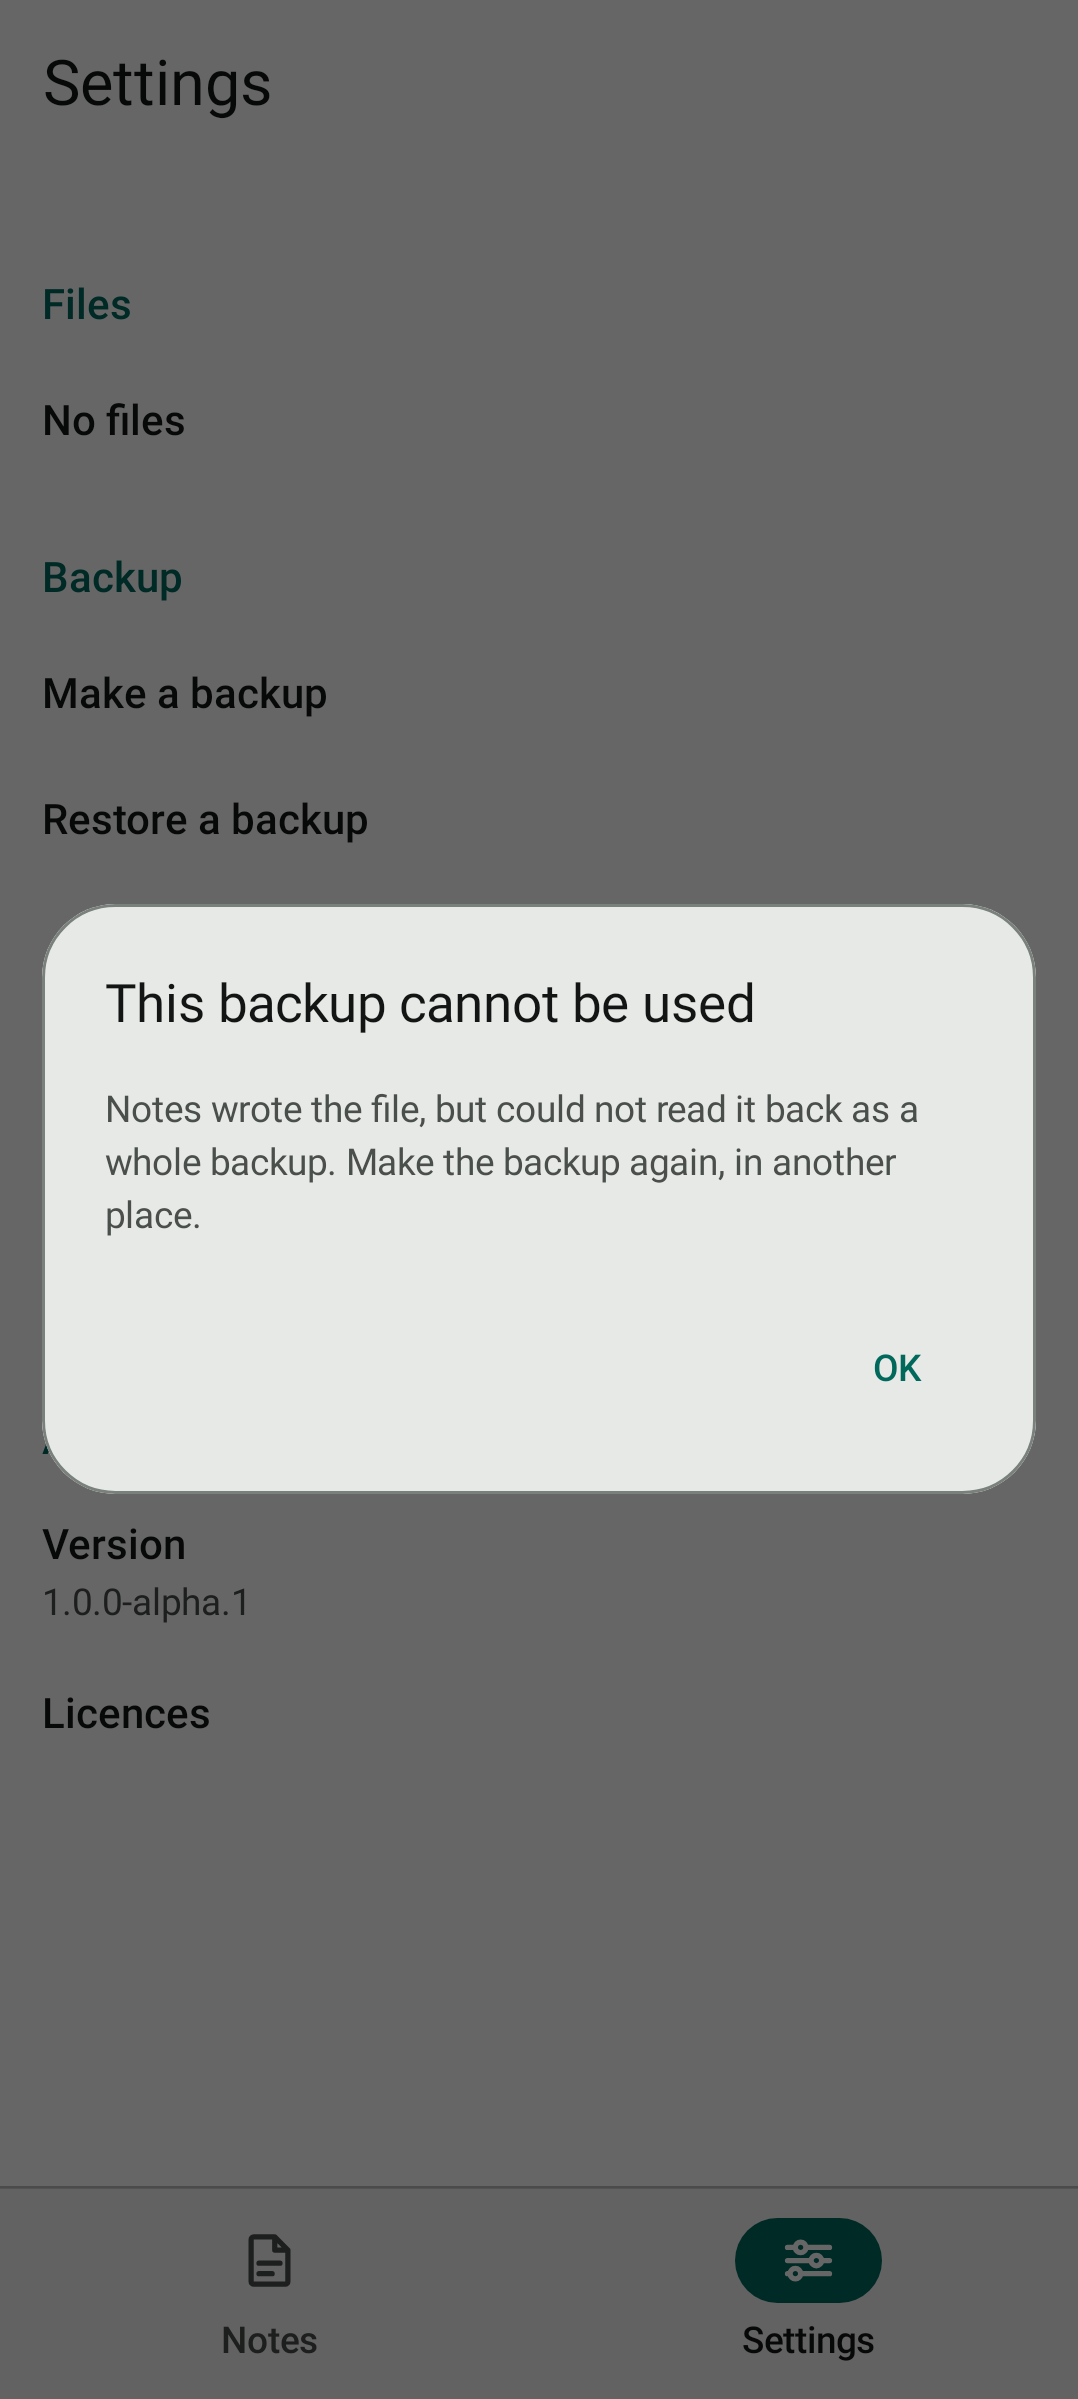 Settings
Files
No files
Backup
Make a backup
Restore a backup
This backup cannot be used
Notes wrote the file, but could not read it back as a
whole backup. Make the backup again, in another
place.
OK
Version
1.0.0-alpha.1
Licences
Notes
Settings